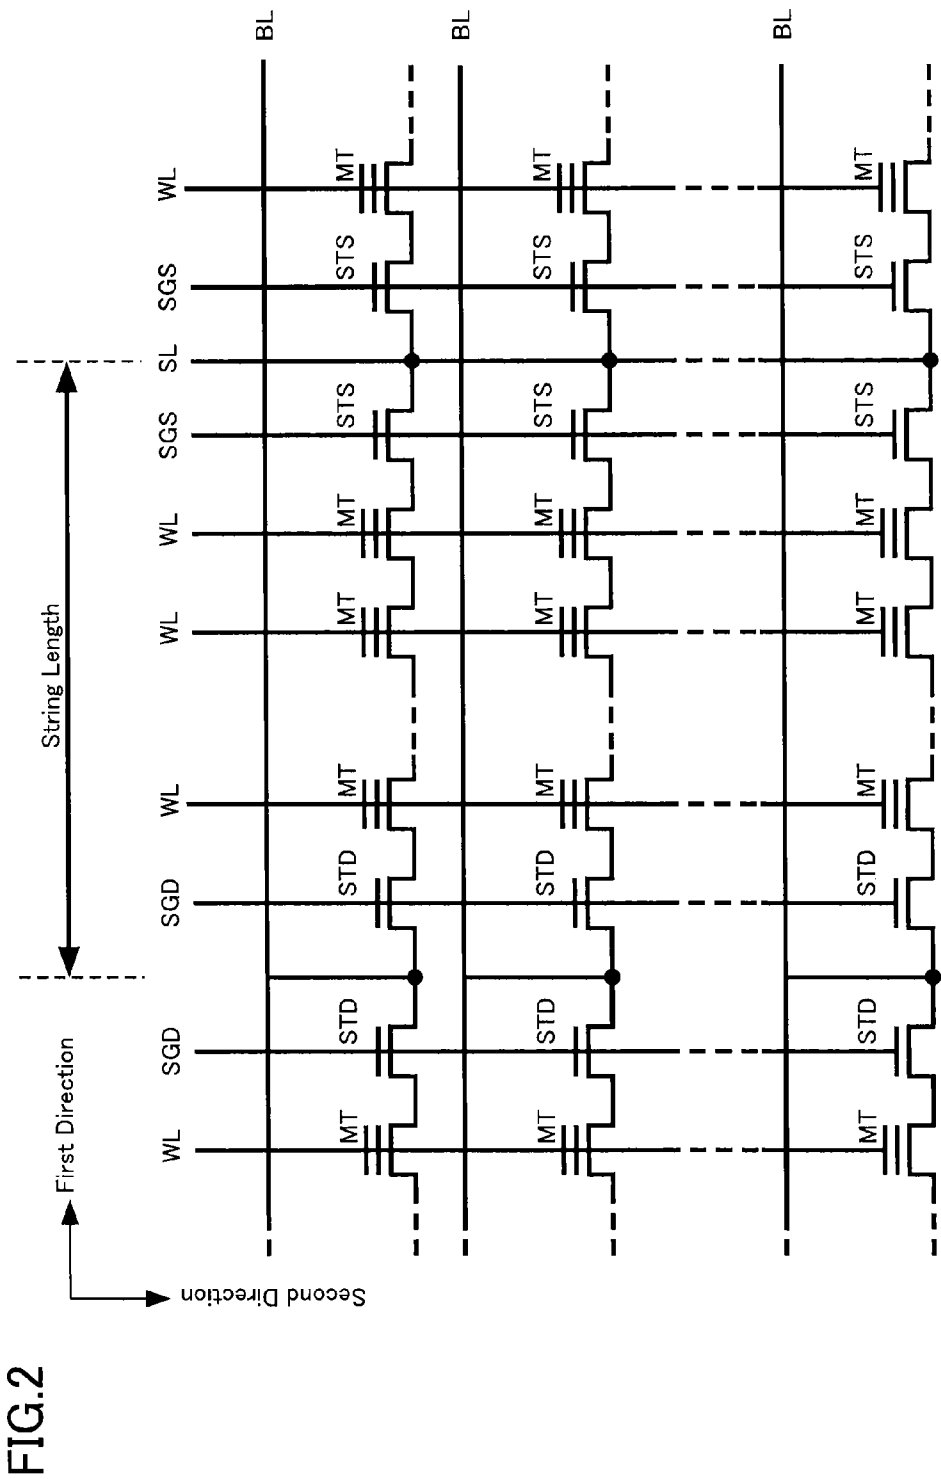 FIG.2
First Direction
String Length
Second Direction
WL SGD SGD WL WL WL SGS SL SGS WL
BL
MT STD STD MT MT MT STS STS MT
BL
MT STD STD MT MT MT STS STS MT
BL
MT STD STD MT MT MT STS STS MT